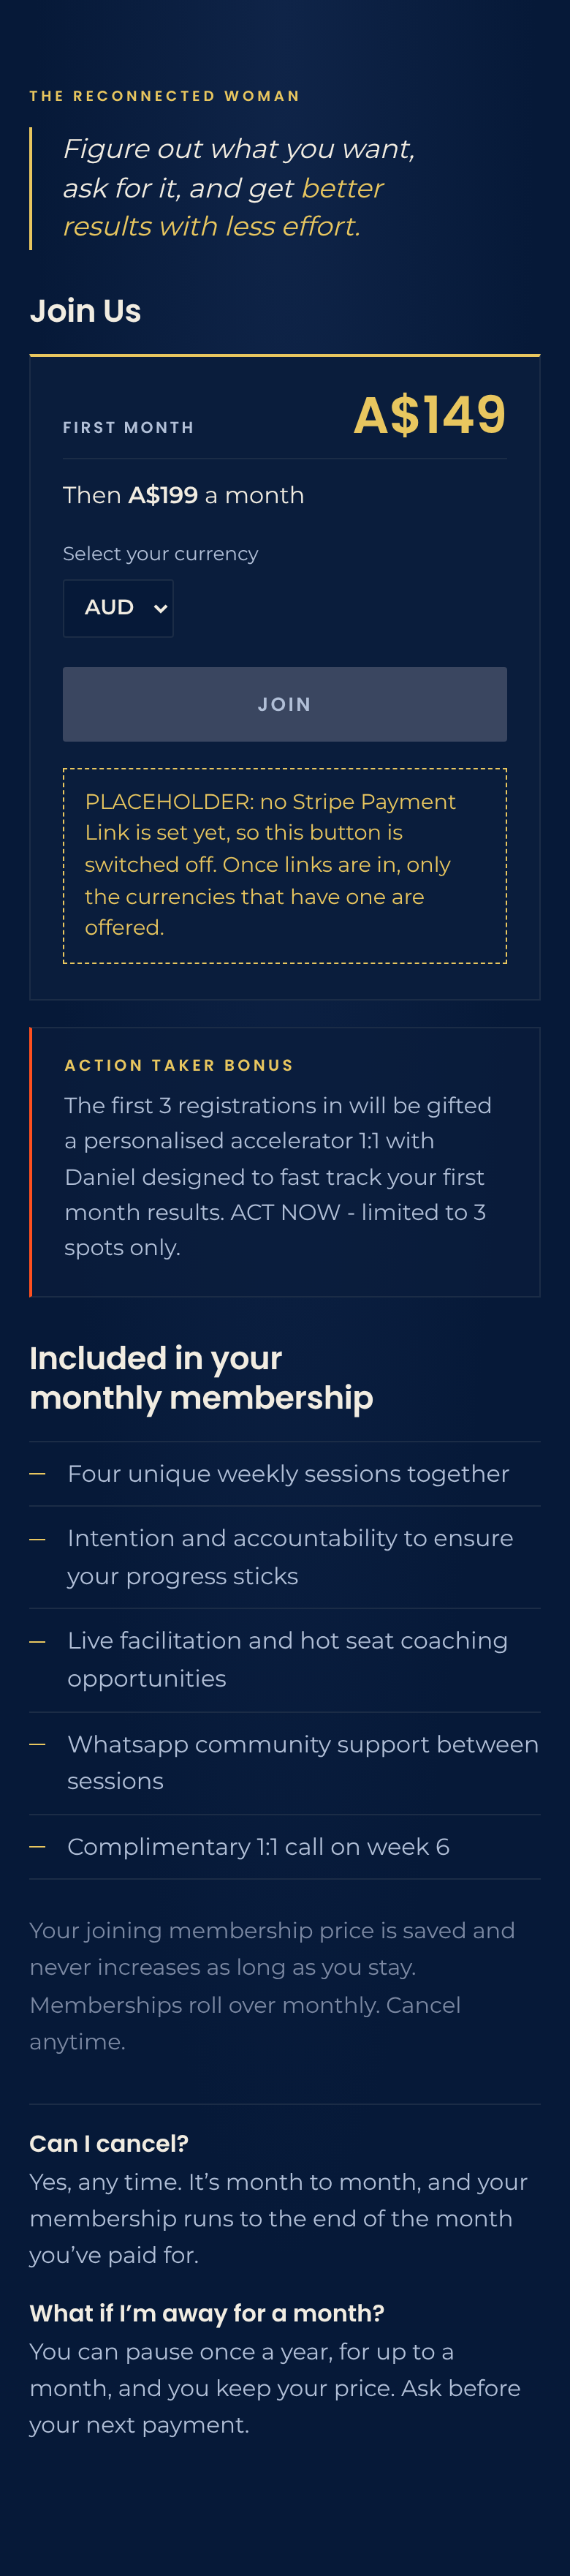 THE RECONNECTED WOMAN
Figure out what you want,
ask for it, and get better
results with less effort.
Join Us
FIRST MONTH
A$149
Then A$199 a month
Select your currency
AUD
JOIN
PLACEHOLDER: no Stripe Payment
Link is set yet, so this button is
switched off. Once links are in, only
the currencies that have one are
offered.
ACTION TAKER BONUS
The first 3 registrations in will be gifted
a personalised accelerator 1:1 with
Daniel designed to fast track your first
month results. ACT NOW - limited to 3
spots only.
Included in your
monthly membership
— Four unique weekly sessions together
— Intention and accountability to ensure
your progress sticks
— Live facilitation and hot seat coaching
opportunities
— Whatsapp community support between
sessions
— Complimentary 1:1 call on week 6
Your joining membership price is saved and
never increases as long as you stay.
Memberships roll over monthly. Cancel
anytime.
Can I cancel?
Yes, any time. It’s month to month, and your
membership runs to the end of the month
you’ve paid for.
What if I’m away for a month?
You can pause once a year, for up to a
month, and you keep your price. Ask before
your next payment.